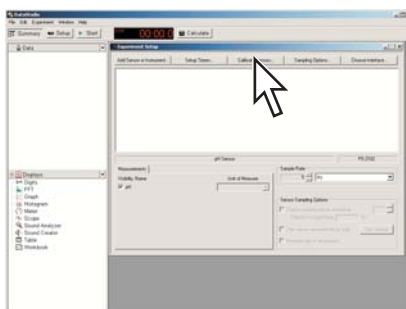 DataStudio
File Edit Experiment Window Help
Summary Setup Start 00:00.0 Calculate
Data
Experiment Setup
Add Sensor or Instrument... Setup Timers... Sampling Options... Choose Interface...
pH Sensor
Measurements
Sample Rate
Visibility, Name Unit of Measure
pH
5 Hz
Sensor Sampling Options
Displays
Digits
FFT
Graph
Histogram
Meter
Scope
Sound Analyzer
Sound Creator
Table
Workbook